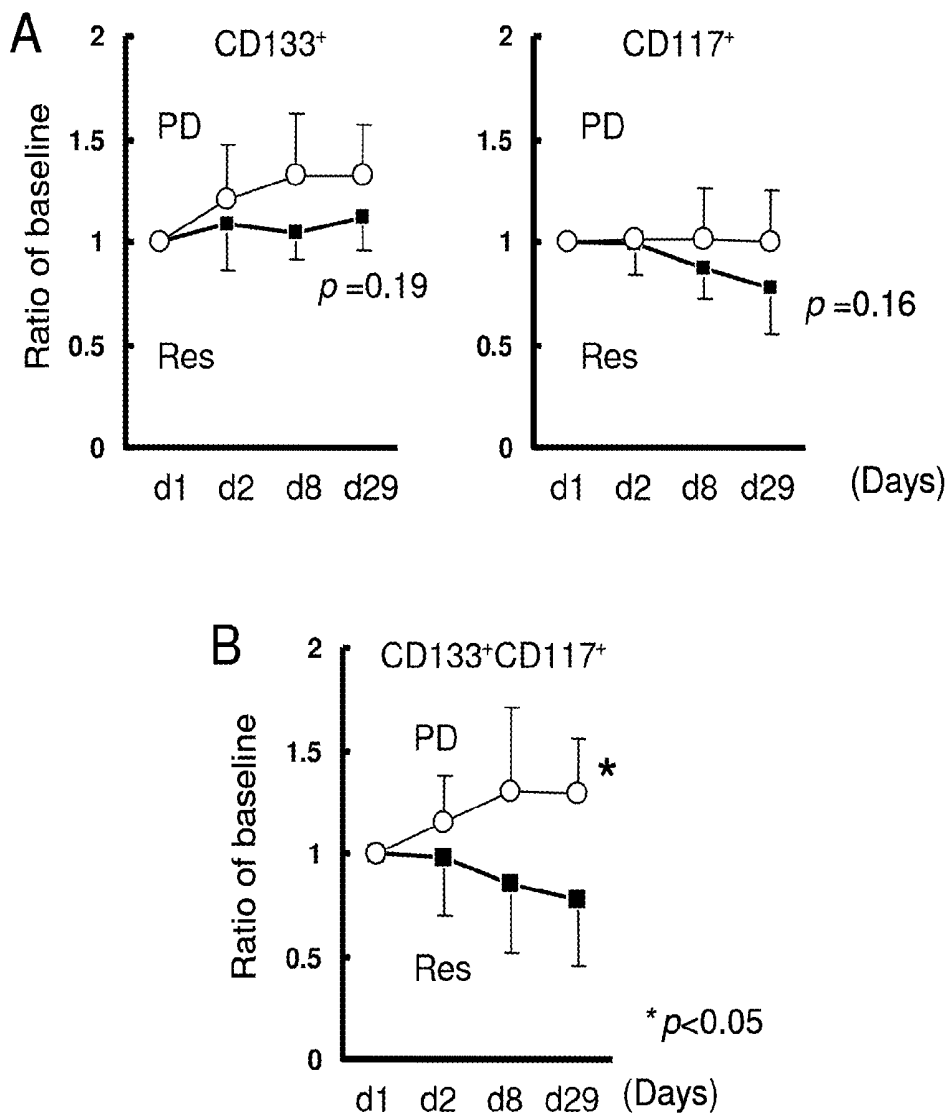 A
CD133⁺
CD117⁺
Ratio of baseline
2
1.5
1
0.5
0
PD
Res
p =0.19
d1 d2 d8 d29
2
1.5
1
0.5
0
PD
Res
p =0.16
d1 d2 d8 d29 (Days)
B
CD133⁺CD117⁺
Ratio of baseline
2
1.5
1
0.5
0
PD
*
Res
*p<0.05
d1 d2 d8 d29 (Days)